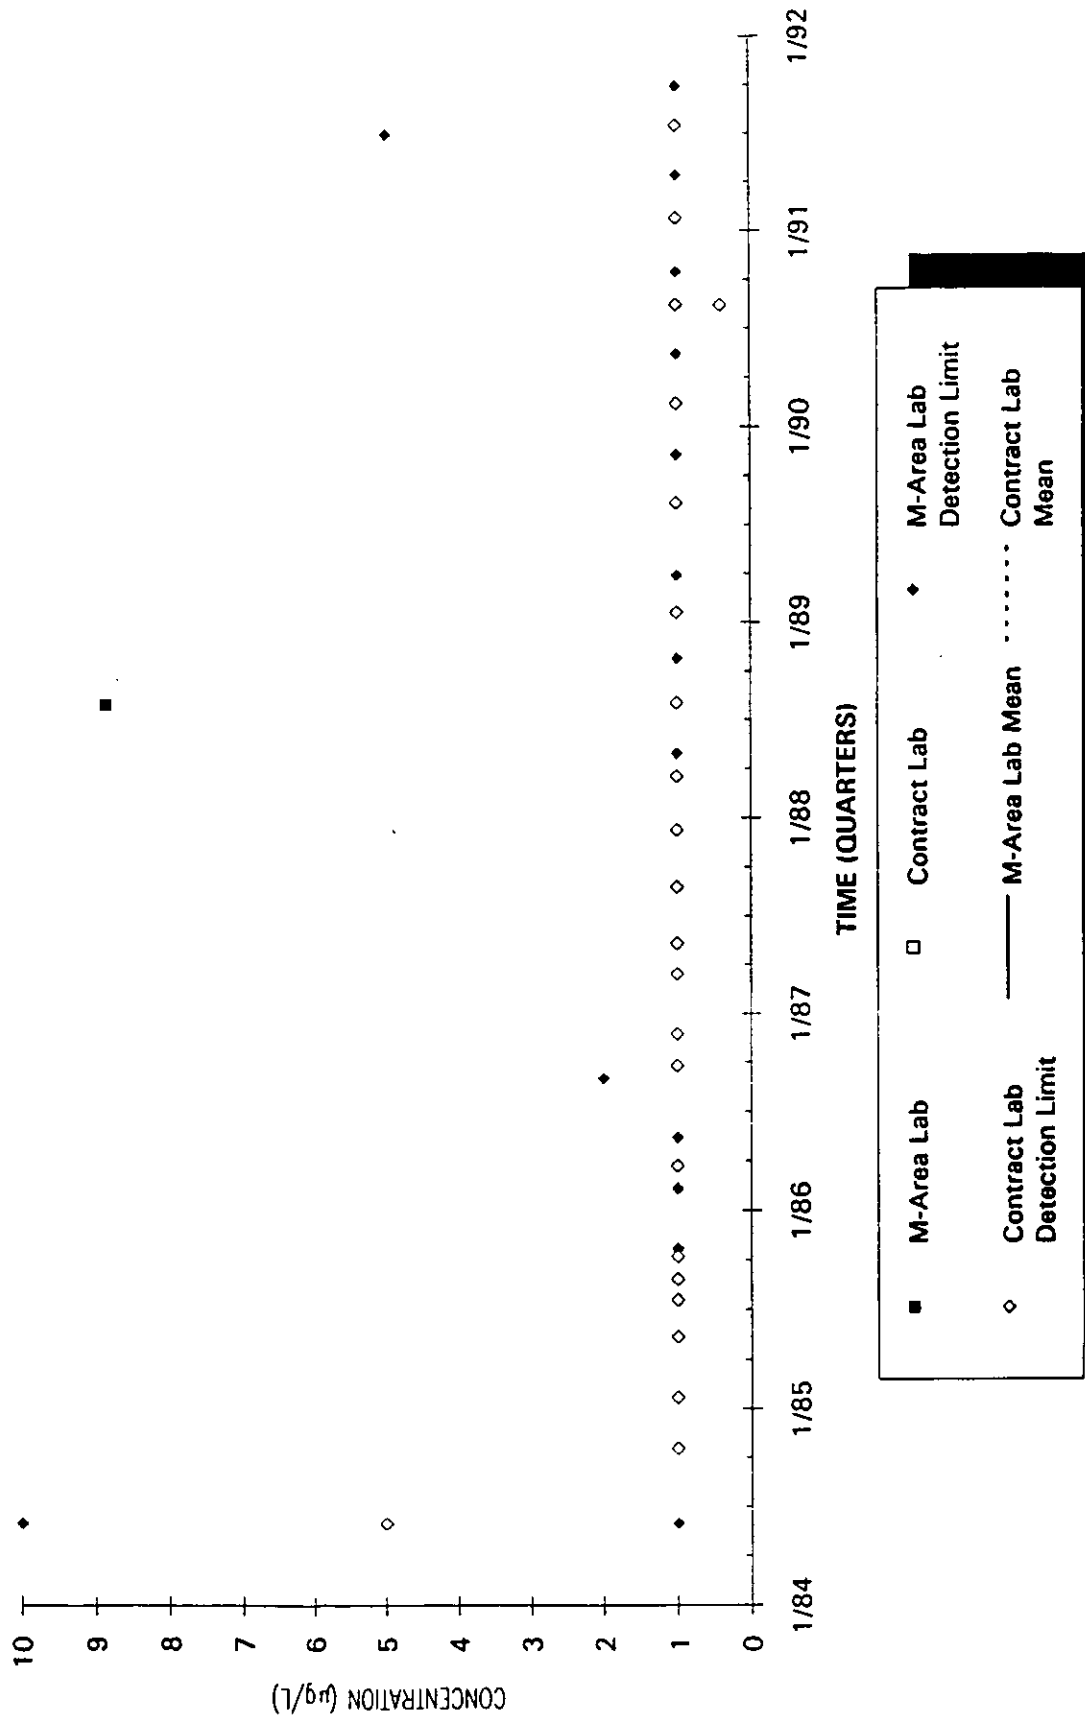 CONCENTRATION (µg/L)
10
9
8
7
6
5
4
3
2
1
0
1/84
1/85
1/86
1/87
1/88
1/89
1/90
1/91
1/92
TIME (QUARTERS)
M-Area Lab
Contract Lab
M-Area Lab
Detection Limit
Contract Lab
Detection Limit
M-Area Lab Mean
Contract Lab
Mean